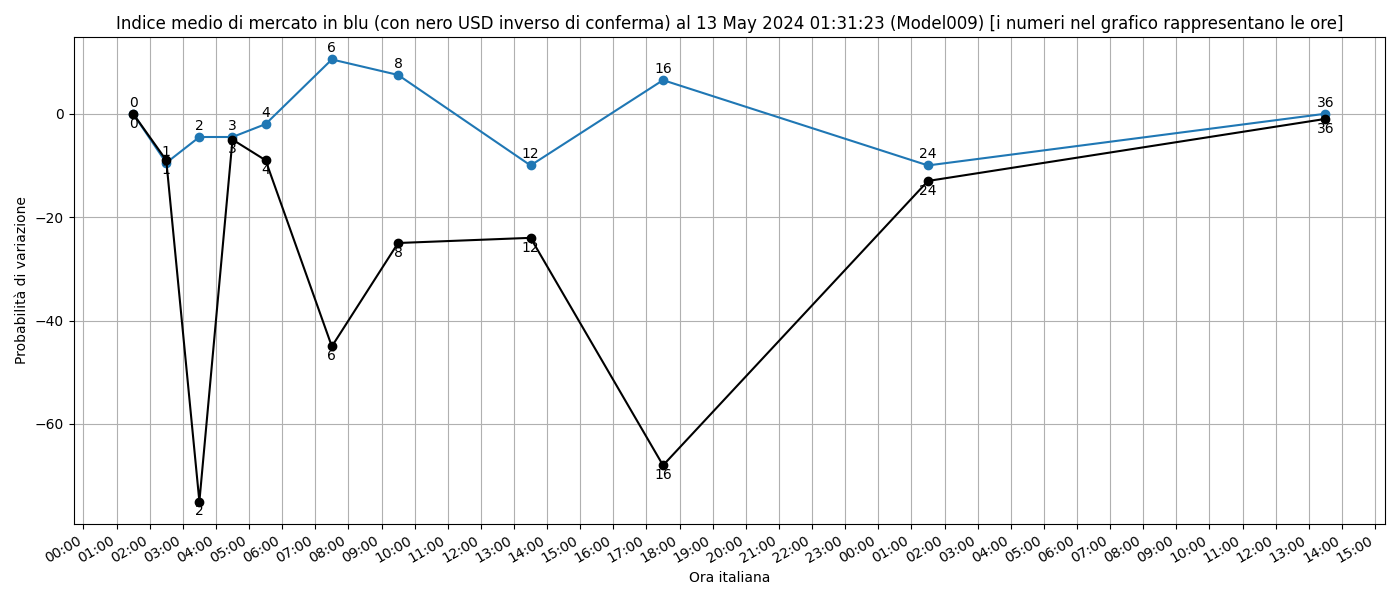 Indice medio di mercato in blu (con nero USD inverso di conferma) al 13 May 2024 01:31:23 (Model009) [i numeri nel grafico rappresentano le ore]
Probabilità di variazione
0
−20
−40
−60
0 1 2 3 4 6 8 12 16 24 36
0 1 2 3 4 6 8 12 16 24 36
00:00 01:00 02:00 03:00 04:00 05:00 06:00 07:00 08:00 09:00 10:00 11:00 12:00 13:00 14:00 15:00 16:00 17:00 18:00 19:00 20:00 21:00 22:00 23:00 00:00 01:00 02:00 03:00 04:00 05:00 06:00 07:00 08:00 09:00 10:00 11:00 12:00 13:00 14:00 15:00
Ora italiana